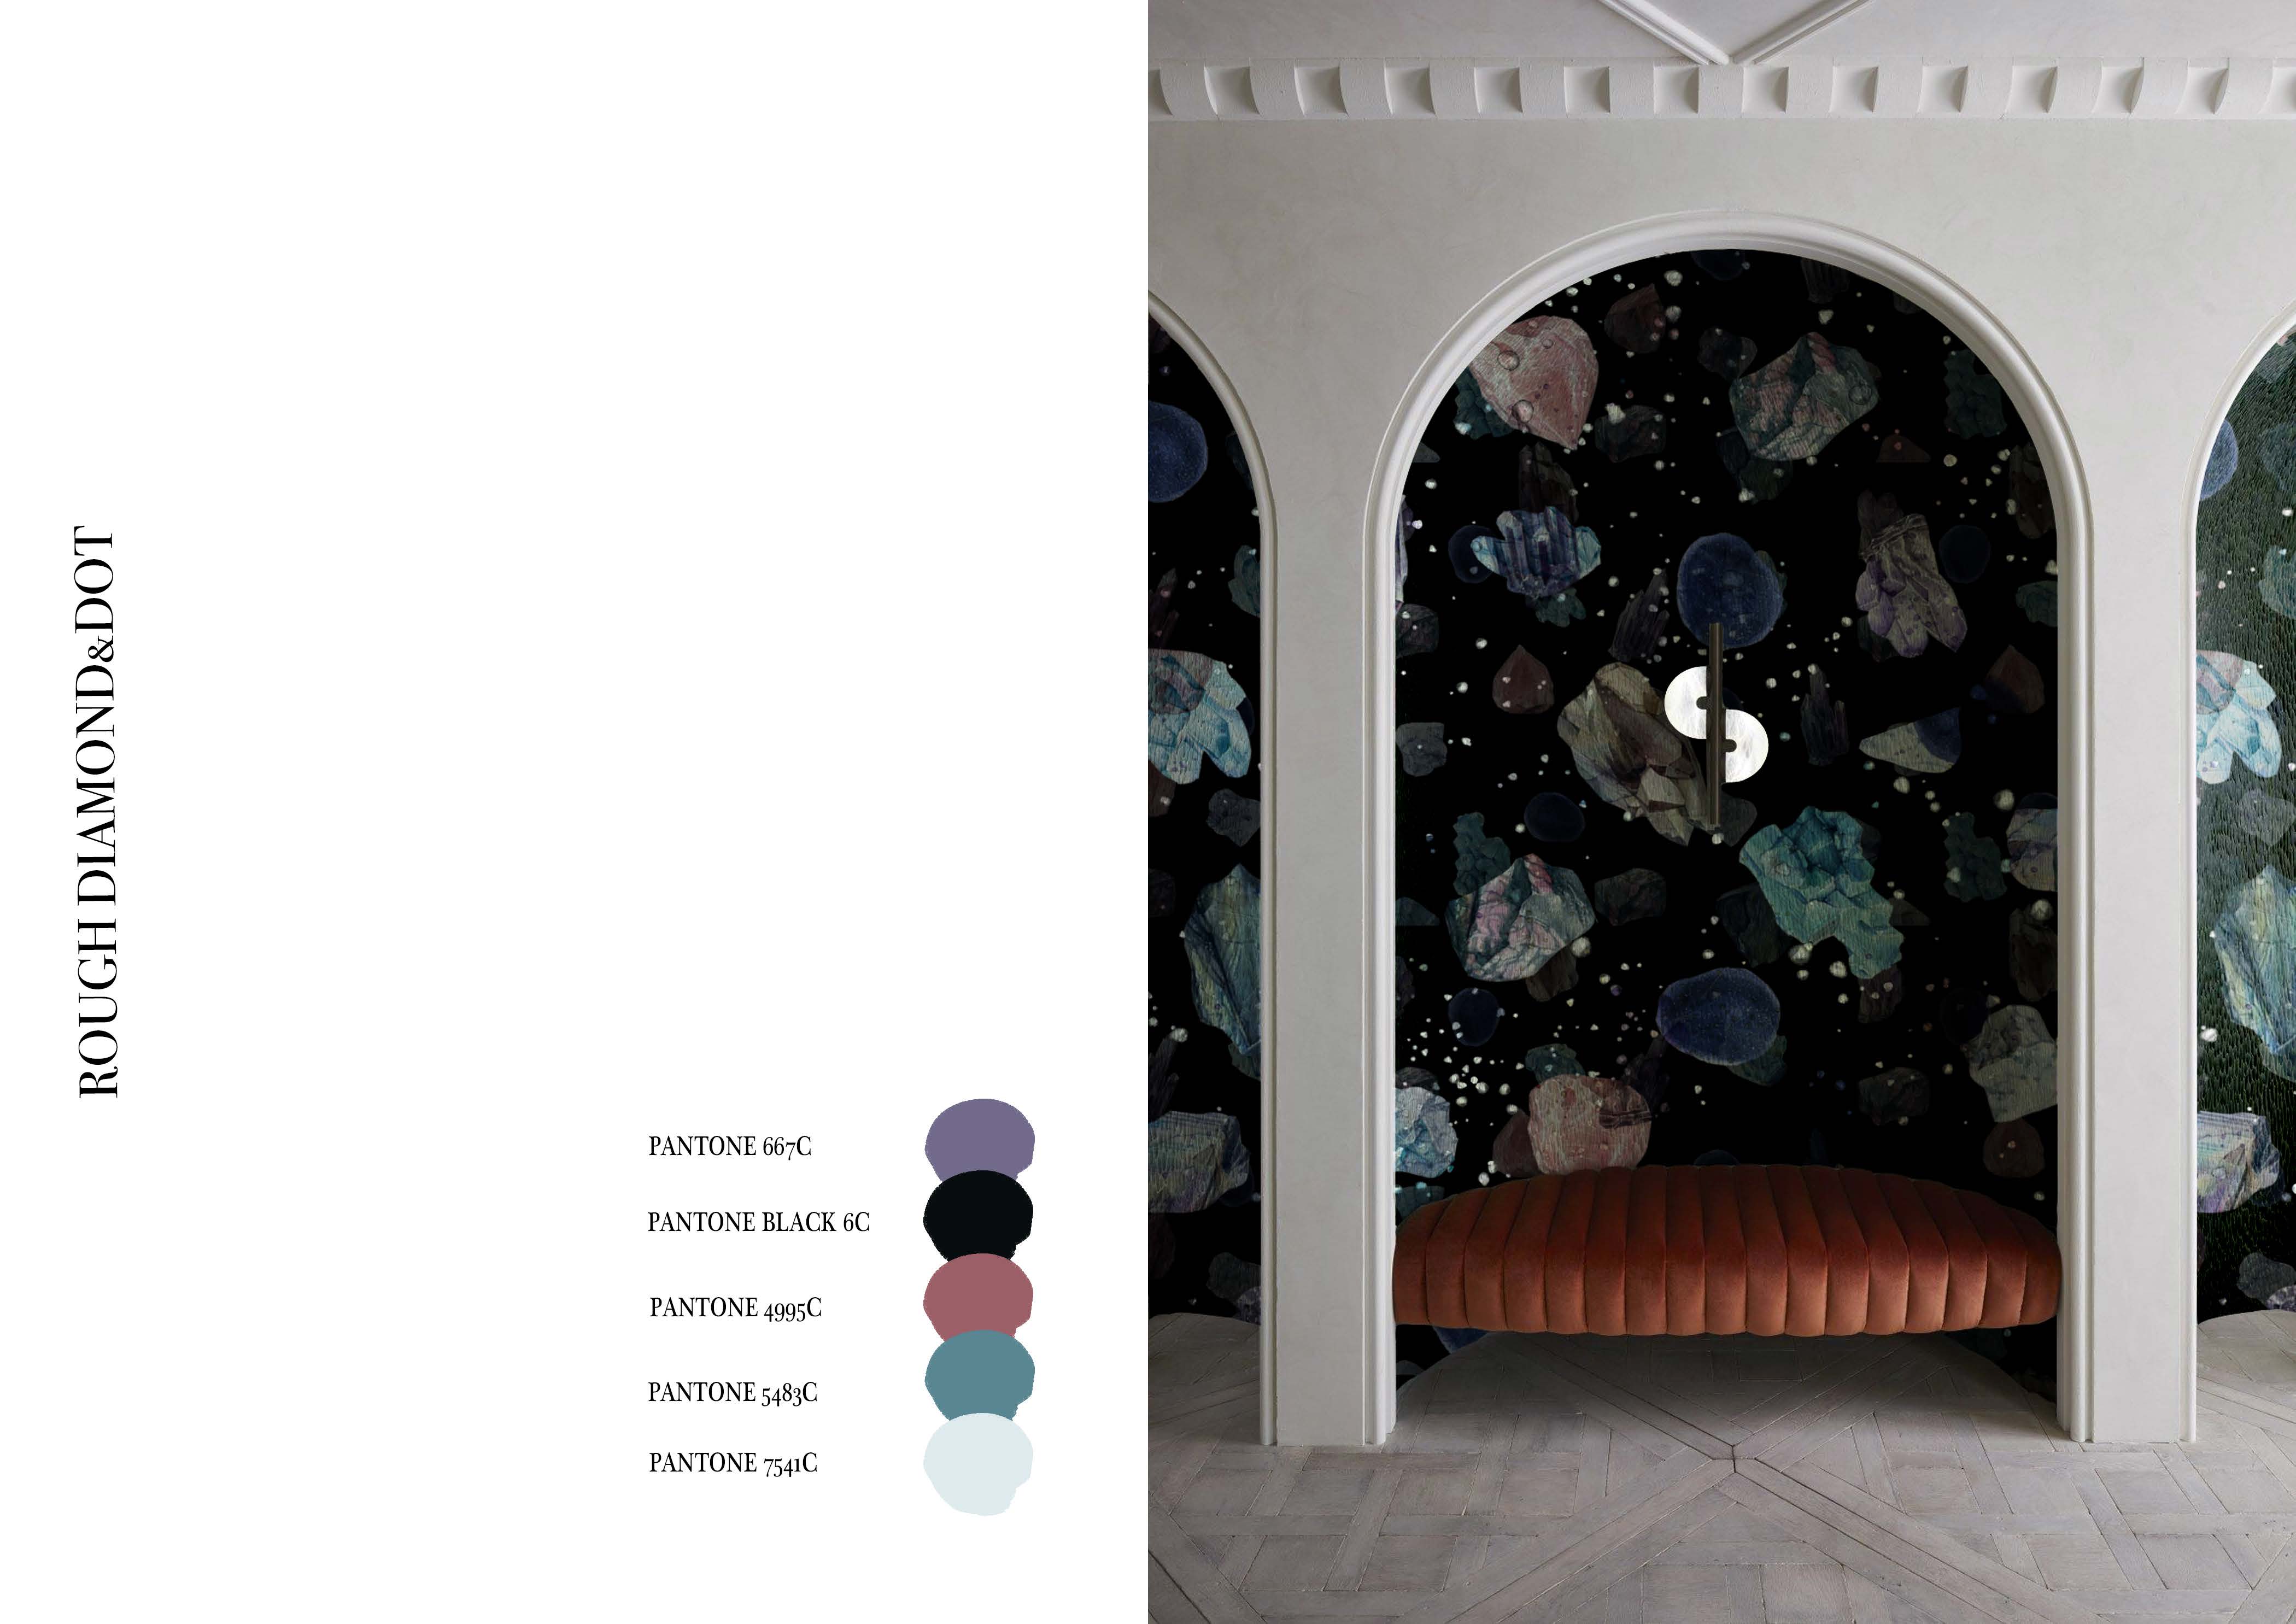 ROUGH DIAMOND&DOT
PANTONE 667C
PANTONE BLACK 6C
PANTONE 4995C
PANTONE 5483C
PANTONE 7541C